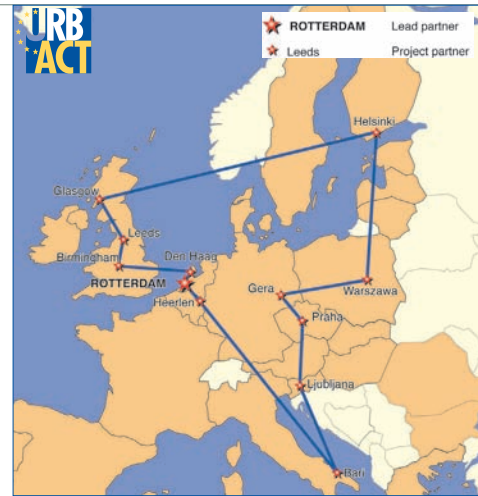 URB
ACT
ROTTERDAM Lead partner
Leeds Project partner
Helsinki
Glasgow
Leeds
Birmingham
Den Haag
ROTTERDAM
Heerlen
Gera
Warszawa
Praha
Ljubljana
Bari